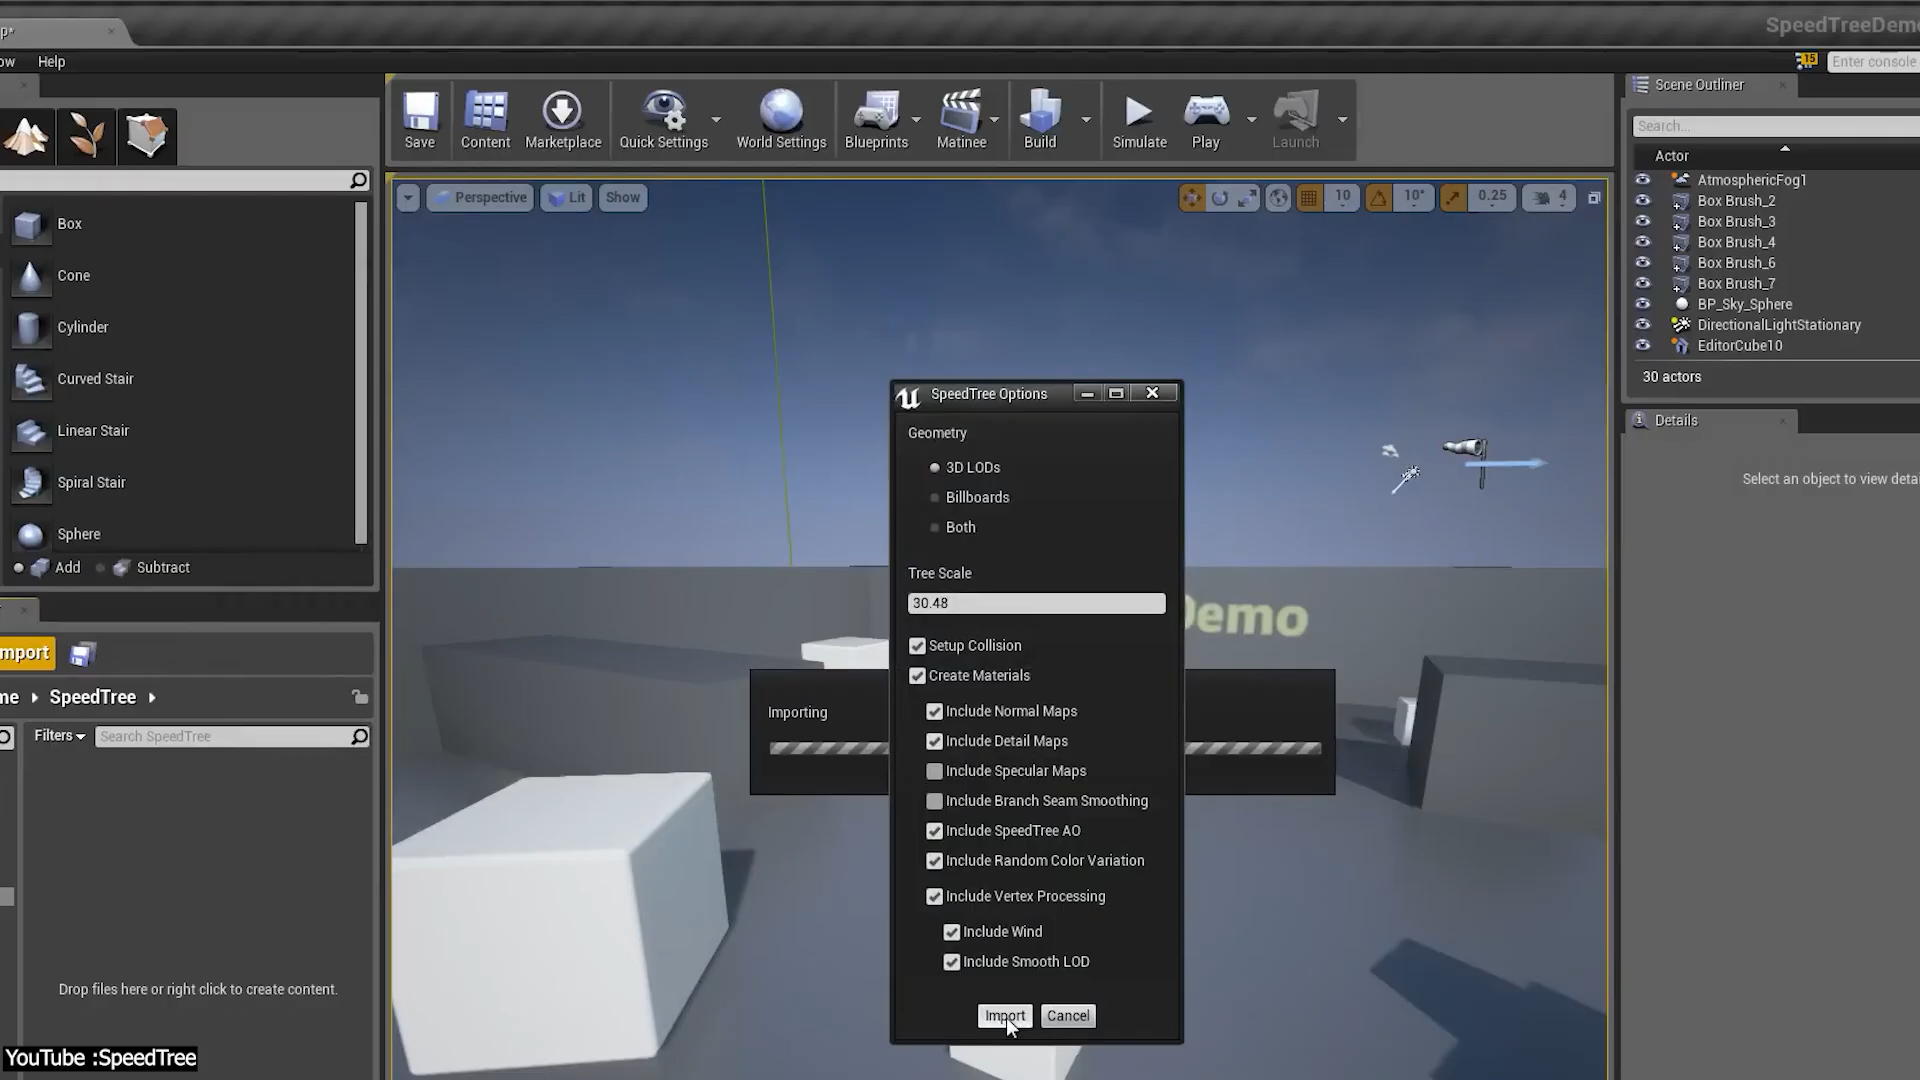 SpeedTreeDemo
p*
ow Help
15
Enter console
Save
Content
Marketplace
Quick Settings
World Settings
Blueprints
Matinee
Build
Simulate
Play
Launch
Scene Outliner
Search...
Actor
AtmosphericFog1
Box Brush_2
Box Brush_3
Box Brush_4
Box Brush_6
Box Brush_7
BP_Sky_Sphere
DirectionalLightStationary
EditorCube10
30 actors
Details
Select an object to view detai
Perspective
Lit
Show
10
10°
0.25
4
Box
Cone
Cylinder
Curved Stair
Linear Stair
Spiral Stair
Sphere
Add Subtract
mport
me SpeedTree
Filters Search SpeedTree
Drop files here or right click to create content.
Demo
Importing
SpeedTree Options
Geometry
3D LODs
Billboards
Both
Tree Scale
30.48
Setup Collision
Create Materials
Include Normal Maps
Include Detail Maps
Include Specular Maps
Include Branch Seam Smoothing
Include SpeedTree AO
Include Random Color Variation
Include Vertex Processing
Include Wind
Include Smooth LOD
Import Cancel
YouTube :SpeedTree